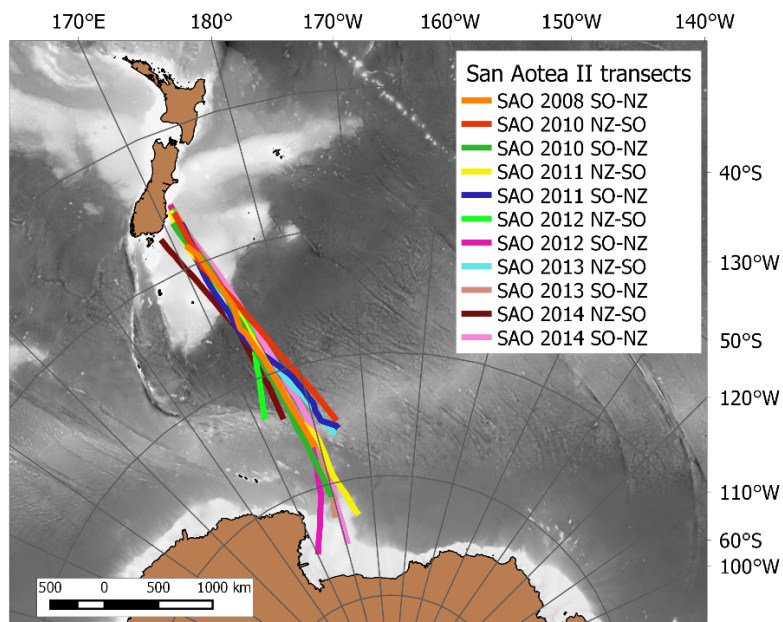 170°E 180° 170°W 160°W 150°W 140°W
San Aotea II transects
SAO 2008 SO-NZ
SAO 2010 NZ-SO
SAO 2010 SO-NZ
SAO 2011 NZ-SO
SAO 2011 SO-NZ
SAO 2012 NZ-SO
SAO 2012 SO-NZ
SAO 2013 NZ-SO
SAO 2013 SO-NZ
SAO 2014 NZ-SO
SAO 2014 SO-NZ
40°S
130°W
50°S
120°W
110°W
60°S
100°W
500 0 500 1000 km